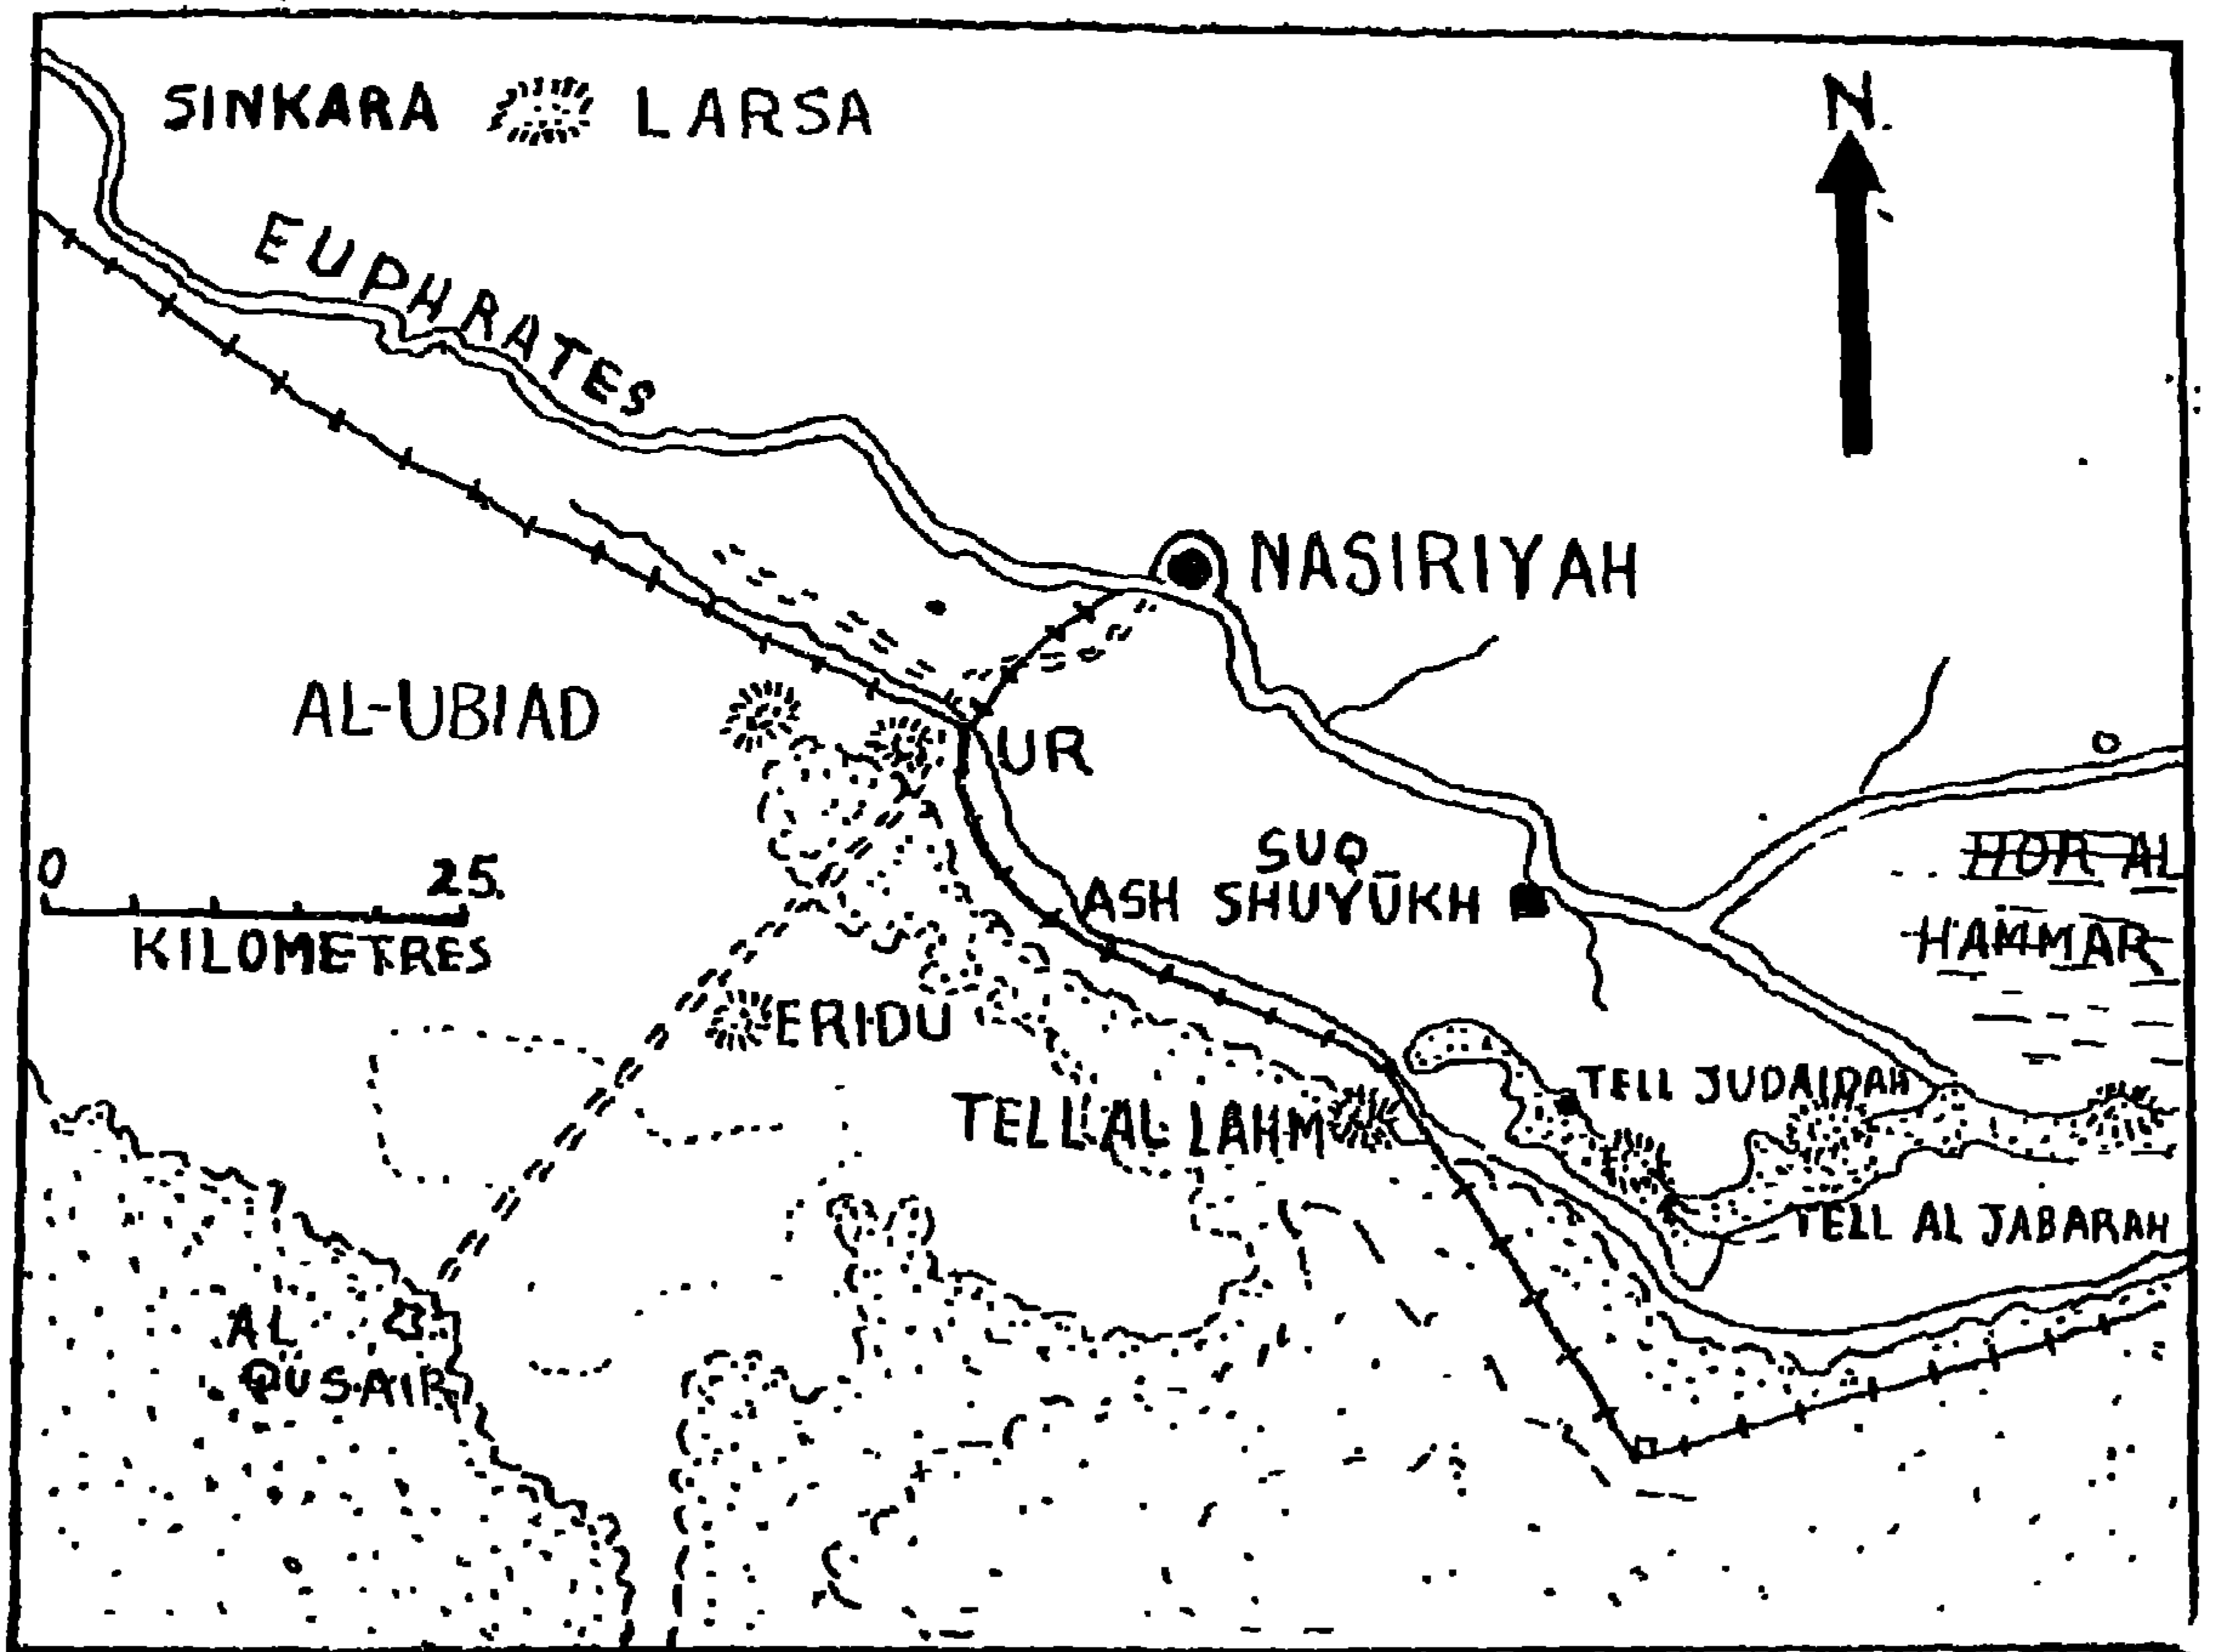 SINKARA LARSA
N.
EUPHRATES
NASIRIYAH
AL-UBIAD
UR
SUQ
ASH SHUYŪKH
0 25.
KILOMETRES
HOR AL
HAMMAR
ERIDU
TELL JUDAIDAH
TELL AL LAHM
TELL AL JABARAH
AL
QUSAIR